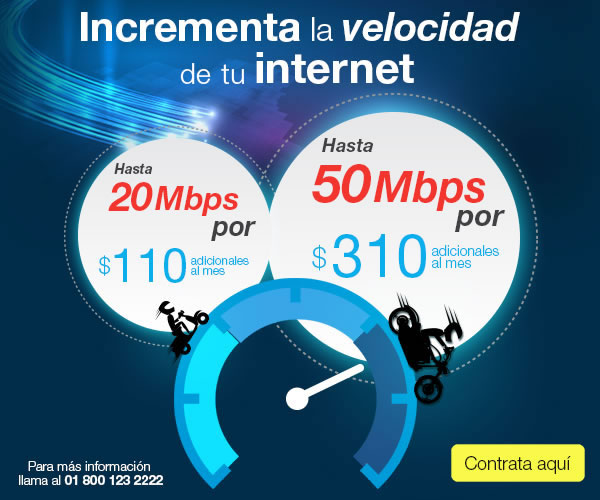 Incrementa la velocidad
de tu internet
Hasta
20 Mbps
por
$110 adicionales
al mes
Hasta
50 Mbps
por
$310 adicionales
al mes
Para más información
llama al 01 800 123 2222
Contrata aquí